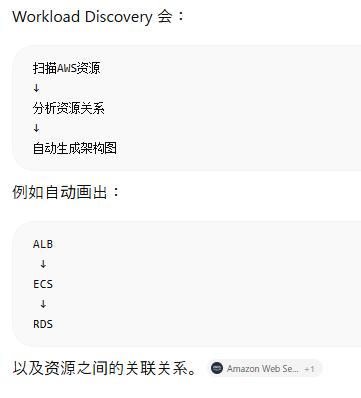 Workload Discovery 会：
扫描AWS资源
↓
分析资源关系
↓
自动生成架构图
例如自动画出：
ALB
↓
ECS
↓
RDS
以及资源之间的关联关系。 Amazon Web Se... +1